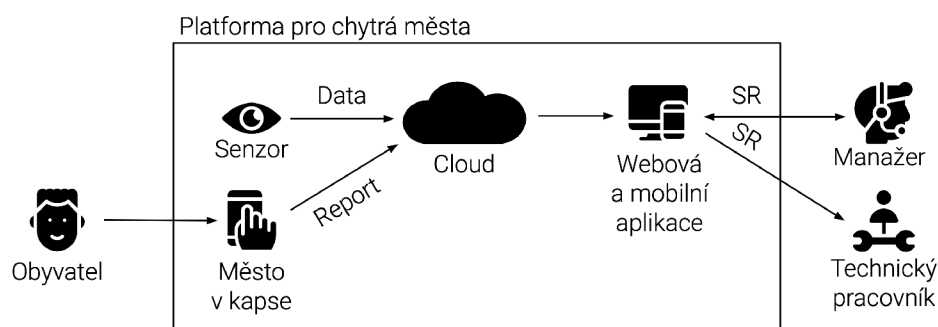 Platforma pro chytrá města
Data
SR
Senzor
Cloud
SR
Report
Webová
a mobilní
aplikace
Manažer
Obyvatel
Město
v kapse
Technický
pracovník